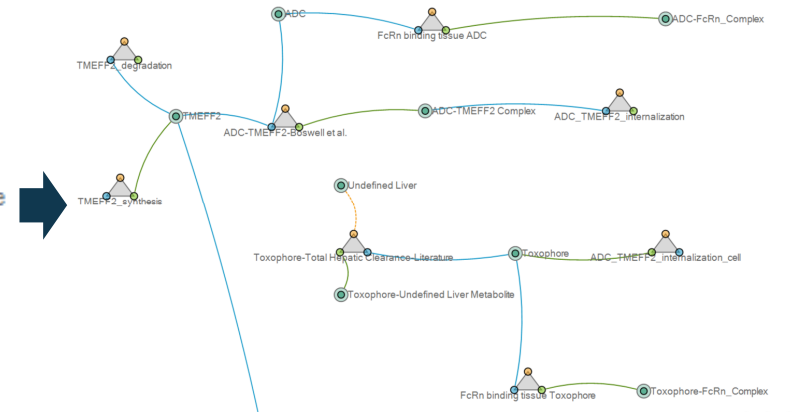 ADC
ADC-FcRn_Complex
FcRn binding tissue ADC
TMEFF2_degradation
TMEFF2
ADC-TMEFF2 Complex
ADC_TMEFF2_internalization
ADC-TMEFF2-Boswell et al.
Undefined Liver
TMEFF2_synthesis
Toxophore-Total Hepatic Clearance-Literature
Toxophore
ADC_TMEFF2_internalization_cell
Toxophore-Undefined Liver Metabolite
FcRn binding tissue Toxophore
Toxophore-FcRn_Complex